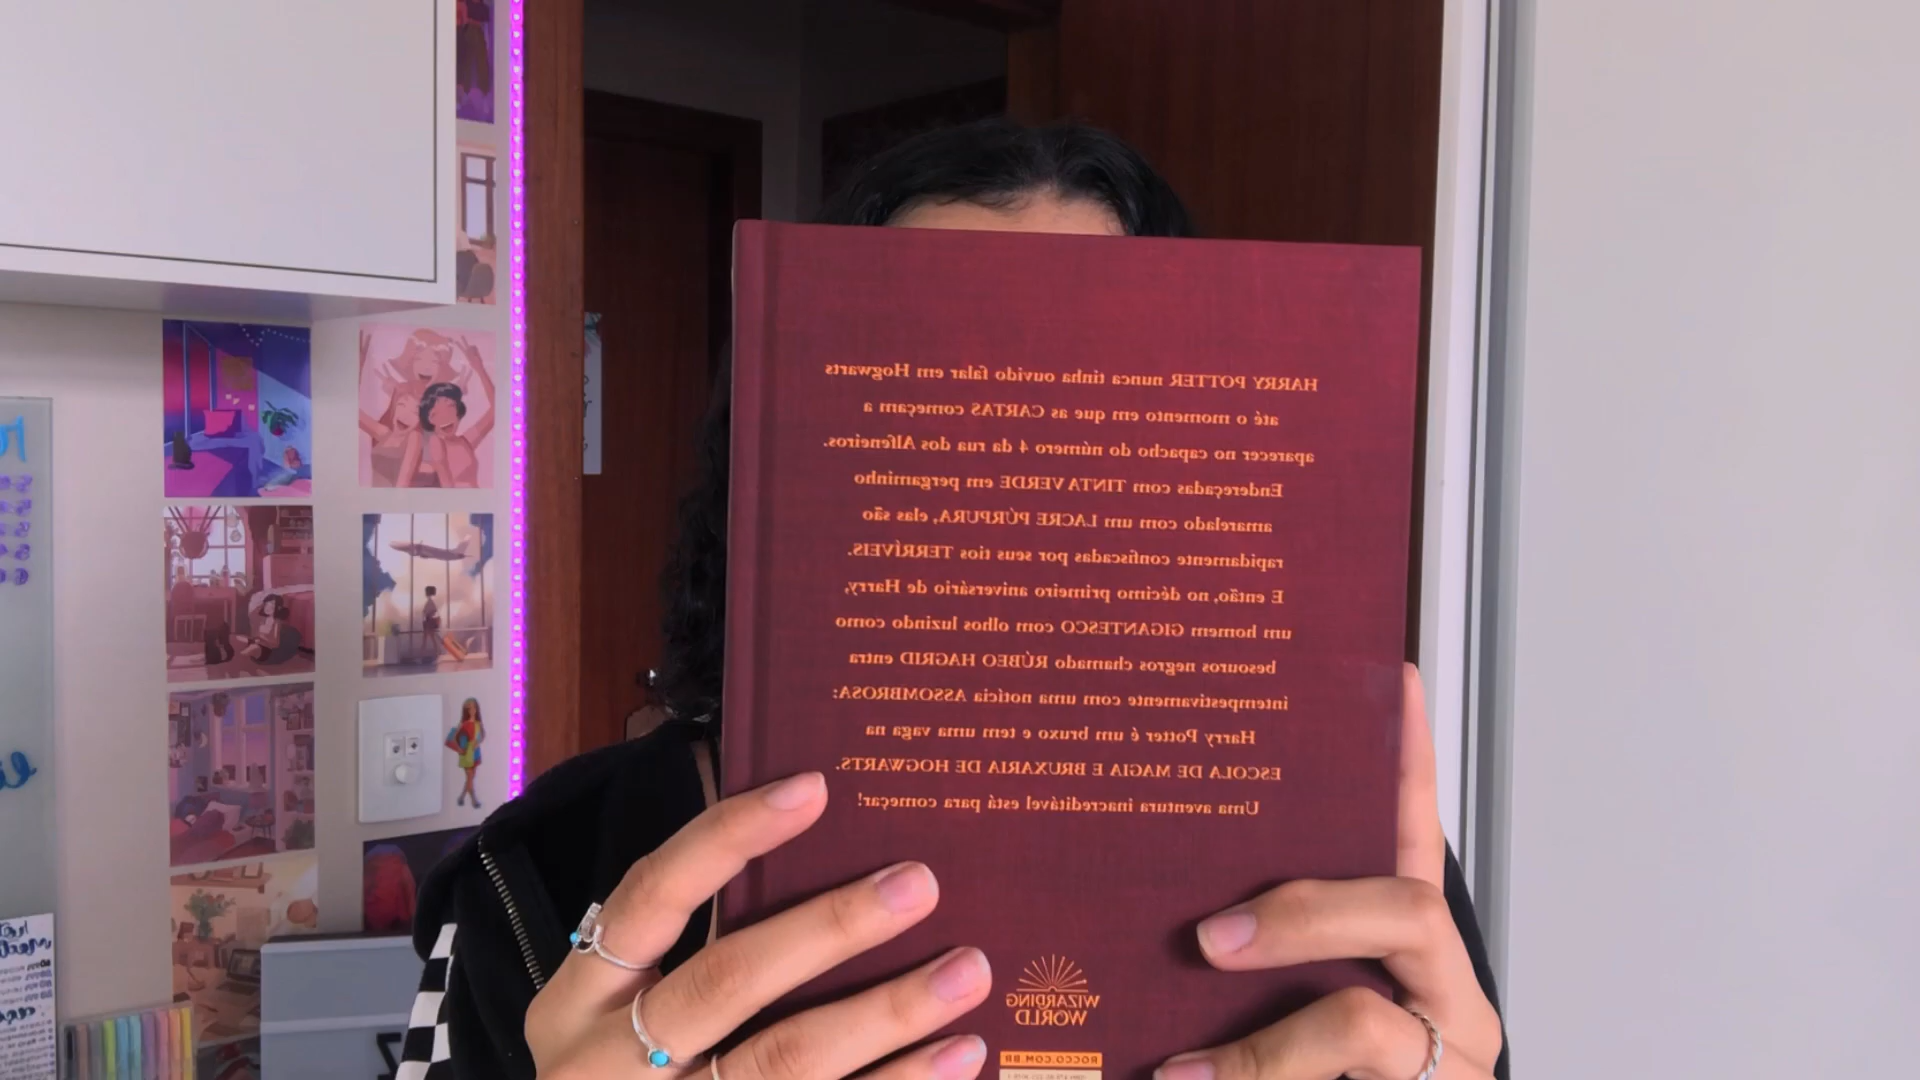 HARRY POTTER nunca tinha ouvido falar em Hogwarts
até o momento em que as CARTAS começam a
aparecer no capacho do número 4 da rua dos Alfeneiros.
Endereçadas com TINTA VERDE em pergaminho
amarelado com um LACRE PÚRPURA, elas são
rapidamente confiscadas por seus tios TERRÍVEIS.
E então, no décimo primeiro aniversário de Harry,
um homem GIGANTESCO com olhos luzindo como
besouros negros chamado RÚBEO HAGRID entra
intempestivamente com uma notícia ASSOMBROSA:
Harry Potter é um bruxo e tem uma vaga na
ESCOLA DE MAGIA E BRUXARIA DE HOGWARTS.
Uma aventura inacreditável está para começar!
WIZARDING
WORLD
ROCCO.COM.BR